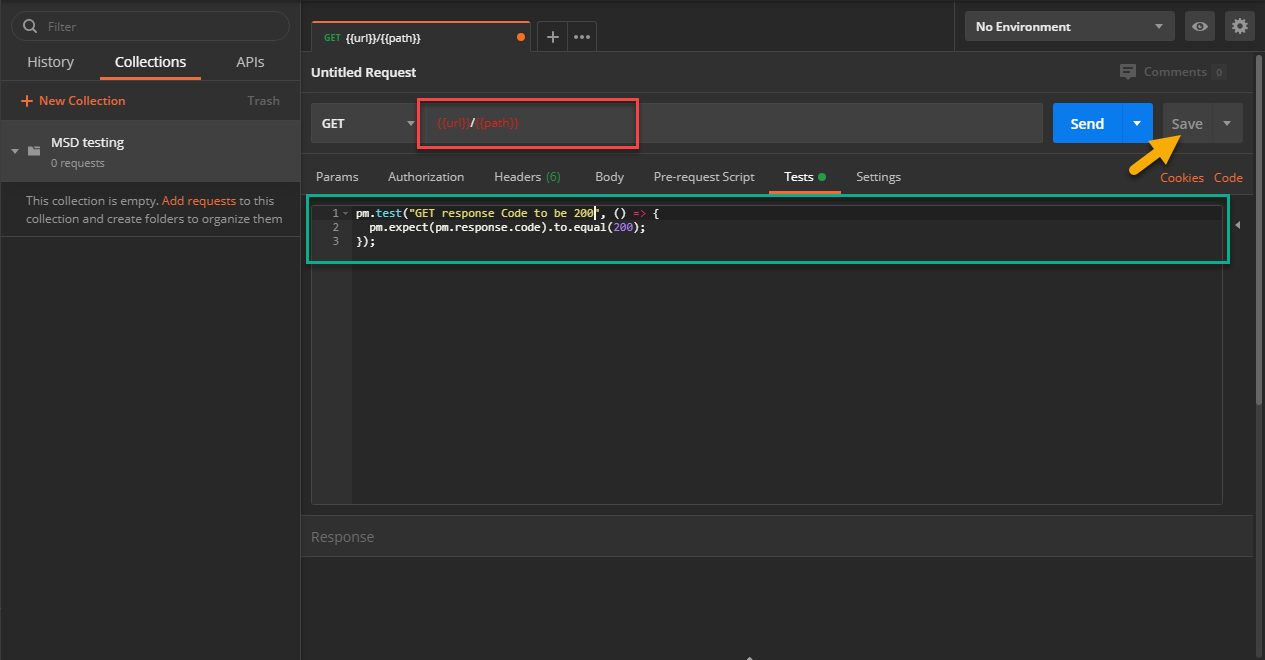 Filter
History Collections APIs
New Collection Trash
MSD testing
0 requests
This collection is empty. Add requests to this
collection and create folders to organize them
GET {{url}}/{{path}}
No Environment
Untitled Request
Comments 0
GET {{url}}/{{path}} Send Save
Params Authorization Headers (6) Body Pre-request Script Tests Settings Cookies Code
1 pm.test("GET response Code to be 200", () => {
2 pm.expect(pm.response.code).to.equal(200);
3 });
Response